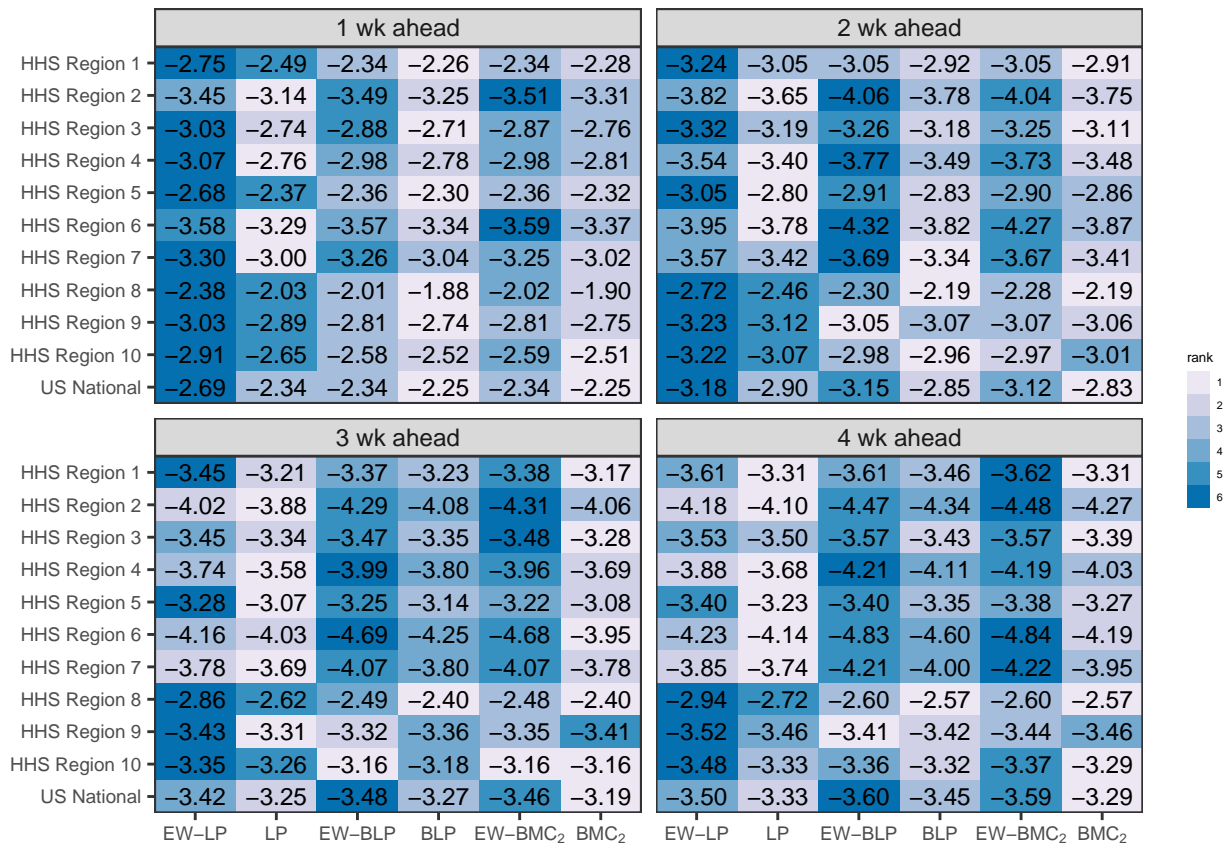 1 wk ahead 2 wk ahead
HHS Region 1 −2.75 −2.49 −2.34 −2.26 −2.34 −2.28 −3.24 −3.05 −3.05 −2.92 −3.05 −2.91
HHS Region 2 −3.45 −3.14 −3.49 −3.25 −3.51 −3.31 −3.82 −3.65 −4.06 −3.78 −4.04 −3.75
HHS Region 3 −3.03 −2.74 −2.88 −2.71 −2.87 −2.76 −3.32 −3.19 −3.26 −3.18 −3.25 −3.11
HHS Region 4 −3.07 −2.76 −2.98 −2.78 −2.98 −2.81 −3.54 −3.40 −3.77 −3.49 −3.73 −3.48
HHS Region 5 −2.68 −2.37 −2.36 −2.30 −2.36 −2.32 −3.05 −2.80 −2.91 −2.83 −2.90 −2.86
HHS Region 6 −3.58 −3.29 −3.57 −3.34 −3.59 −3.37 −3.95 −3.78 −4.32 −3.82 −4.27 −3.87
HHS Region 7 −3.30 −3.00 −3.26 −3.04 −3.25 −3.02 −3.57 −3.42 −3.69 −3.34 −3.67 −3.41
HHS Region 8 −2.38 −2.03 −2.01 −1.88 −2.02 −1.90 −2.72 −2.46 −2.30 −2.19 −2.28 −2.19
HHS Region 9 −3.03 −2.89 −2.81 −2.74 −2.81 −2.75 −3.23 −3.12 −3.05 −3.07 −3.07 −3.06
HHS Region 10 −2.91 −2.65 −2.58 −2.52 −2.59 −2.51 −3.22 −3.07 −2.98 −2.96 −2.97 −3.01
US National −2.69 −2.34 −2.34 −2.25 −2.34 −2.25 −3.18 −2.90 −3.15 −2.85 −3.12 −2.83
3 wk ahead 4 wk ahead
HHS Region 1 −3.45 −3.21 −3.37 −3.23 −3.38 −3.17 −3.61 −3.31 −3.61 −3.46 −3.62 −3.31
HHS Region 2 −4.02 −3.88 −4.29 −4.08 −4.31 −4.06 −4.18 −4.10 −4.47 −4.34 −4.48 −4.27
HHS Region 3 −3.45 −3.34 −3.47 −3.35 −3.48 −3.28 −3.53 −3.50 −3.57 −3.43 −3.57 −3.39
HHS Region 4 −3.74 −3.58 −3.99 −3.80 −3.96 −3.69 −3.88 −3.68 −4.21 −4.11 −4.19 −4.03
HHS Region 5 −3.28 −3.07 −3.25 −3.14 −3.22 −3.08 −3.40 −3.23 −3.40 −3.35 −3.38 −3.27
HHS Region 6 −4.16 −4.03 −4.69 −4.25 −4.68 −3.95 −4.23 −4.14 −4.83 −4.60 −4.84 −4.19
HHS Region 7 −3.78 −3.69 −4.07 −3.80 −4.07 −3.78 −3.85 −3.74 −4.21 −4.00 −4.22 −3.95
HHS Region 8 −2.86 −2.62 −2.49 −2.40 −2.48 −2.40 −2.94 −2.72 −2.60 −2.57 −2.60 −2.57
HHS Region 9 −3.43 −3.31 −3.32 −3.36 −3.35 −3.41 −3.52 −3.46 −3.41 −3.42 −3.44 −3.46
HHS Region 10 −3.35 −3.26 −3.16 −3.18 −3.16 −3.16 −3.48 −3.33 −3.36 −3.32 −3.37 −3.29
US National −3.42 −3.25 −3.48 −3.27 −3.46 −3.19 −3.50 −3.33 −3.60 −3.45 −3.59 −3.29
EW−LP LP EW−BLP BLP EW−BMC₂ BMC₂ EW−LP LP EW−BLP BLP EW−BMC₂ BMC₂
rank
1
2
3
4
5
6